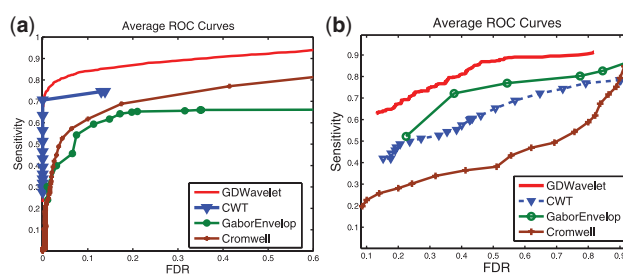 (a)
Average ROC Curves
Sensitivity
1
0.9
0.8
0.7
0.6
0.5
0.4
0.3
0.2
0.1
0 0.1 0.2 0.3 0.4 0.5 0.6
FDR
GDWavelet
CWT
GaborEnvelop
Cromwell
(b)
Average ROC Curves
Sensitivity
0.9
0.8
0.7
0.6
0.5
0.4
0.3
0.2
0.1
0.1 0.2 0.3 0.4 0.5 0.6 0.7 0.8 0.9
FDR
GDWavelet
CWT
GaborEnvelop
Cromwell